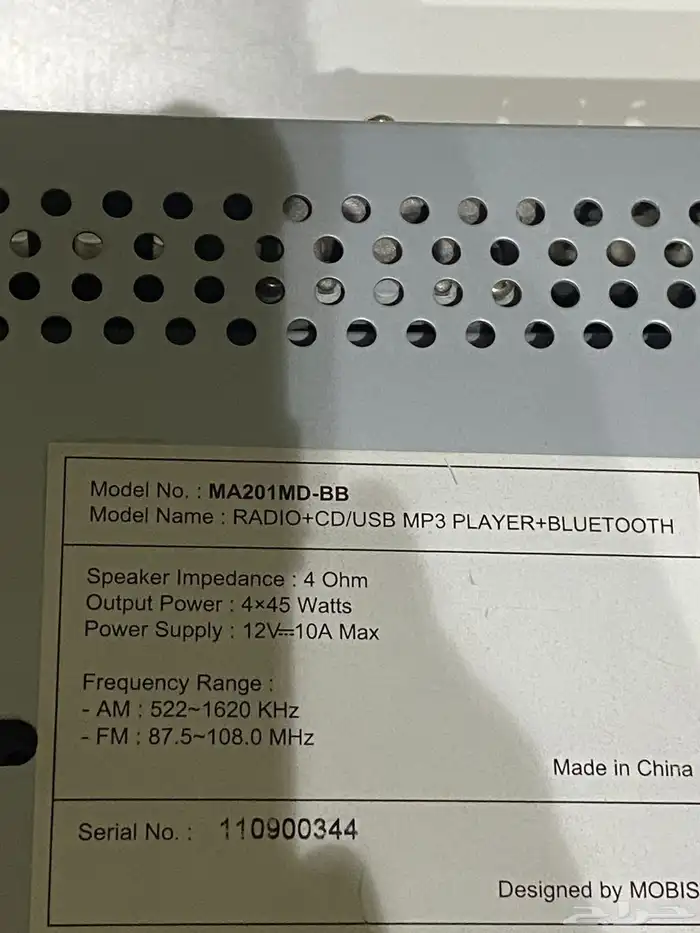 Model No. : MA201MD-BB
Model Name : RADIO+CD/USB MP3 PLAYER+BLUETOOTH
Speaker Impedance : 4 Ohm
Output Power : 4×45 Watts
Power Supply : 12V⎓10A Max
Frequency Range :
- AM : 522~1620 KHz
- FM : 87.5~108.0 MHz
Made in China
Serial No. : 110900344
Designed by MOBIS
حراج